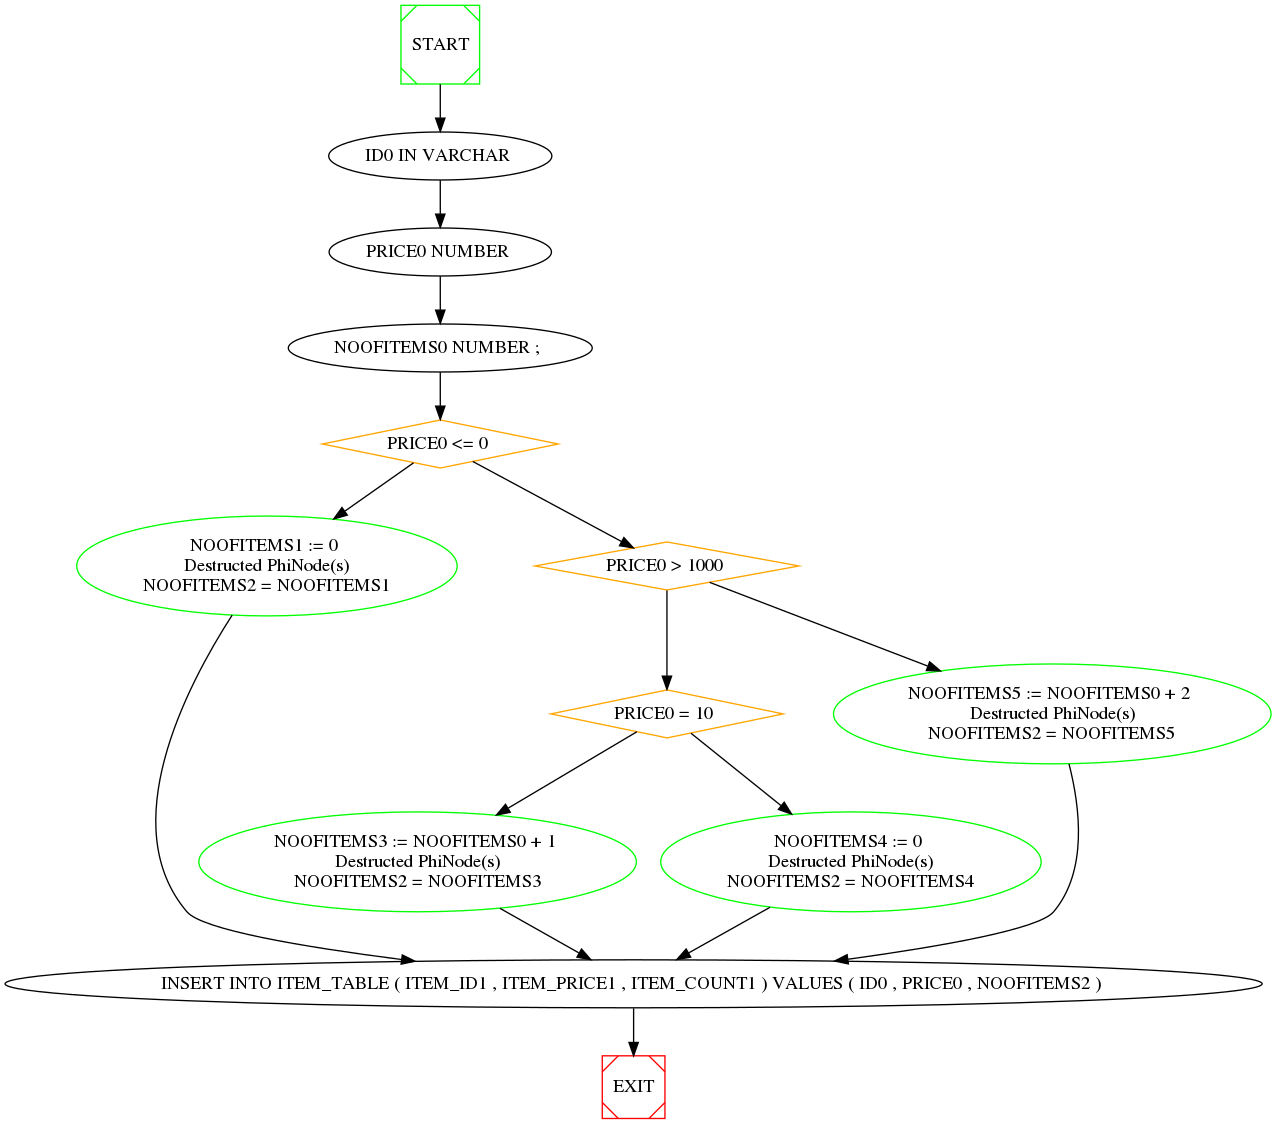 START
ID0 IN VARCHAR
PRICE0 NUMBER
NOOFITEMS0 NUMBER ;
PRICE0 <= 0
NOOFITEMS1 := 0
Destructed PhiNode(s)
NOOFITEMS2 = NOOFITEMS1
PRICE0 > 1000
PRICE0 = 10
NOOFITEMS5 := NOOFITEMS0 + 2
Destructed PhiNode(s)
NOOFITEMS2 = NOOFITEMS5
NOOFITEMS3 := NOOFITEMS0 + 1
Destructed PhiNode(s)
NOOFITEMS2 = NOOFITEMS3
NOOFITEMS4 := 0
Destructed PhiNode(s)
NOOFITEMS2 = NOOFITEMS4
INSERT INTO ITEM_TABLE ( ITEM_ID1 , ITEM_PRICE1 , ITEM_COUNT1 ) VALUES ( ID0 , PRICE0 , NOOFITEMS2 )
EXIT